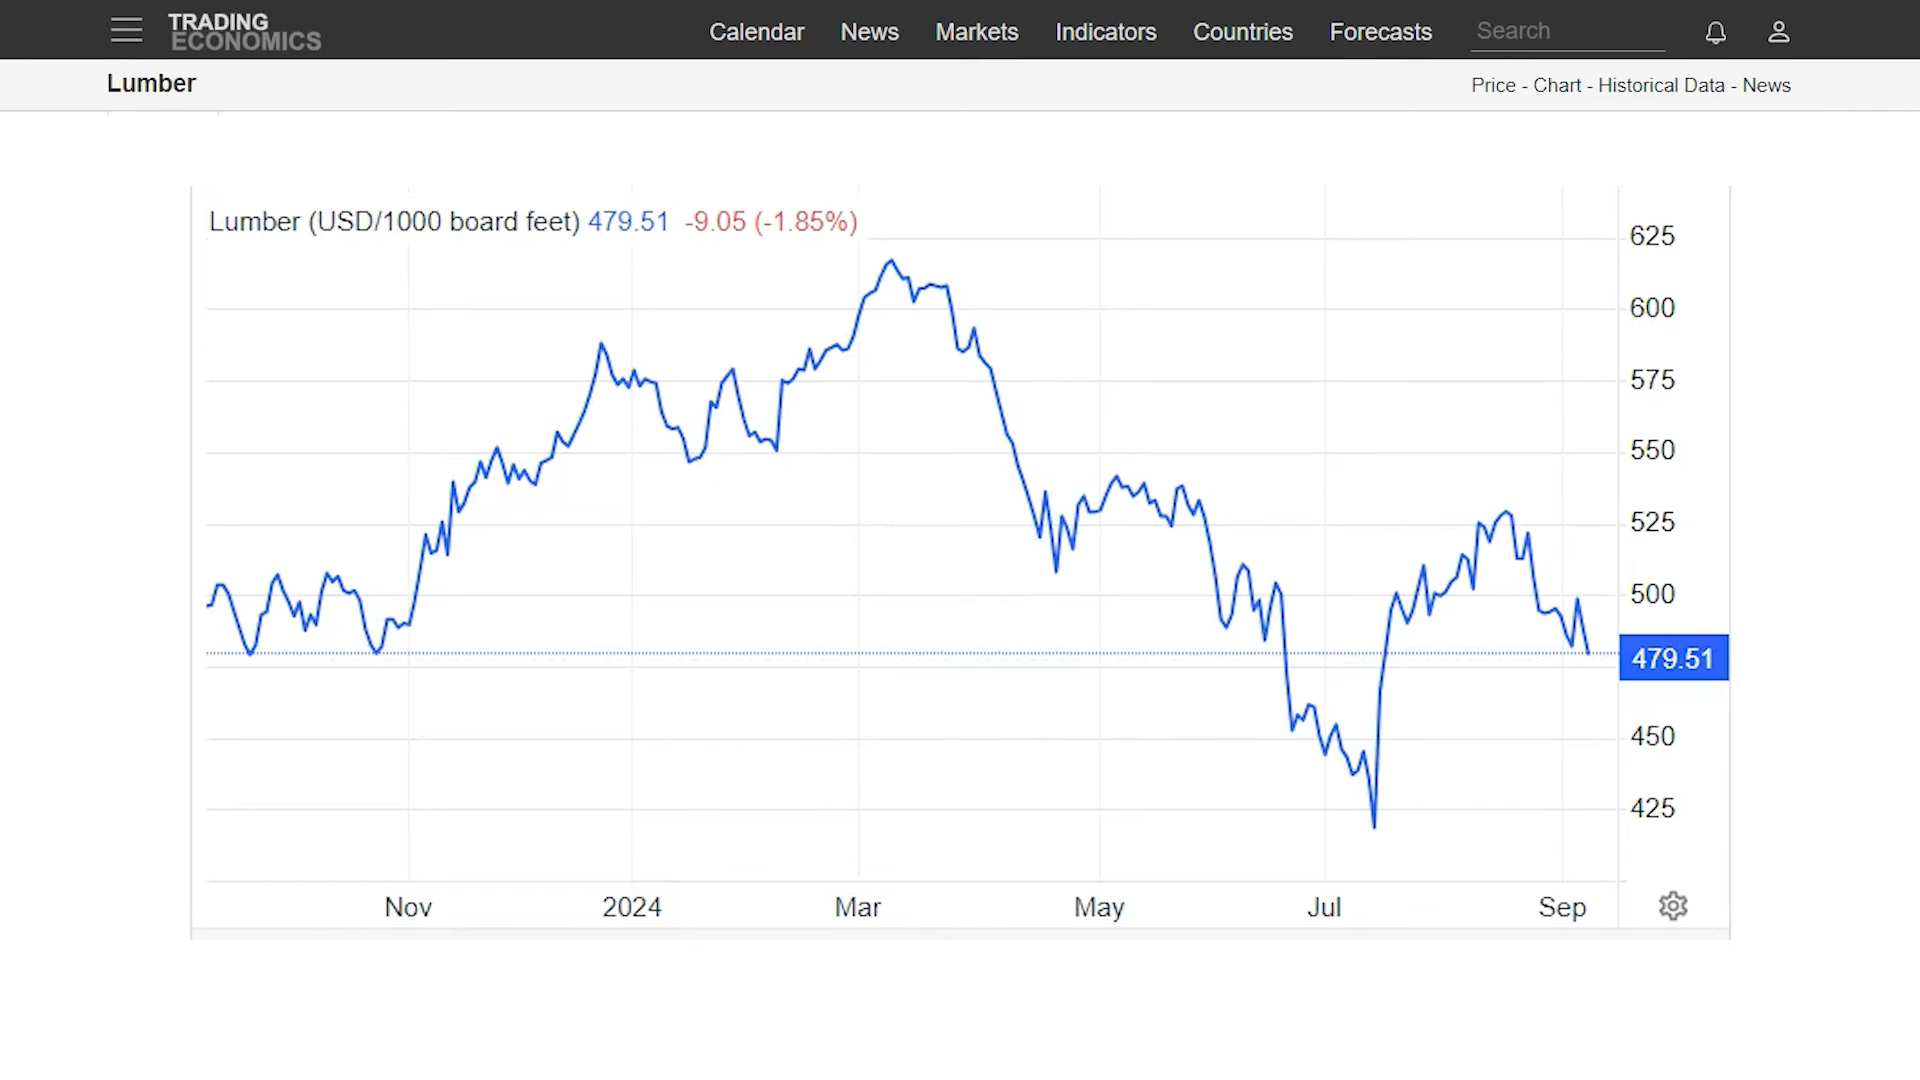 TRADING
ECONOMICS
Calendar News Markets Indicators Countries Forecasts Search
Lumber
Price - Chart - Historical Data - News
Lumber (USD/1000 board feet) 479.51 -9.05 (-1.85%)
625
600
575
550
525
500
479.51
450
425
Nov 2024 Mar May Jul Sep